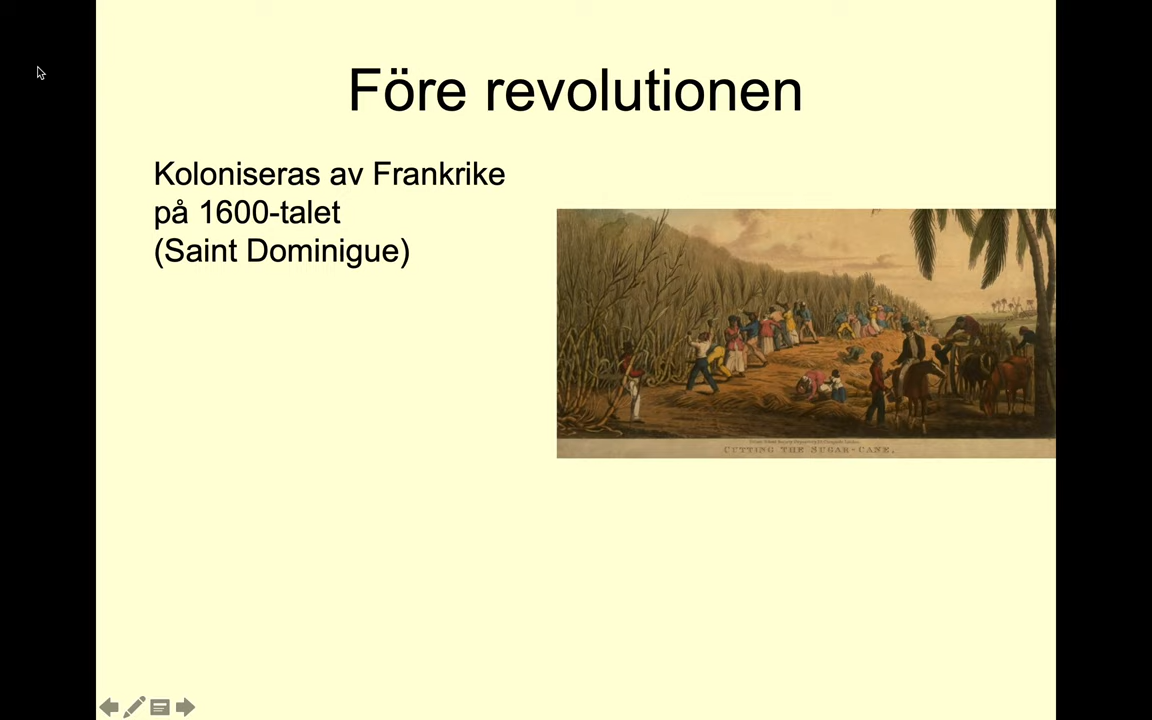 Före revolutionen
Koloniseras av Frankrike
på 1600-talet
(Saint Dominigue)
CUTTING THE SUGAR-CANE.